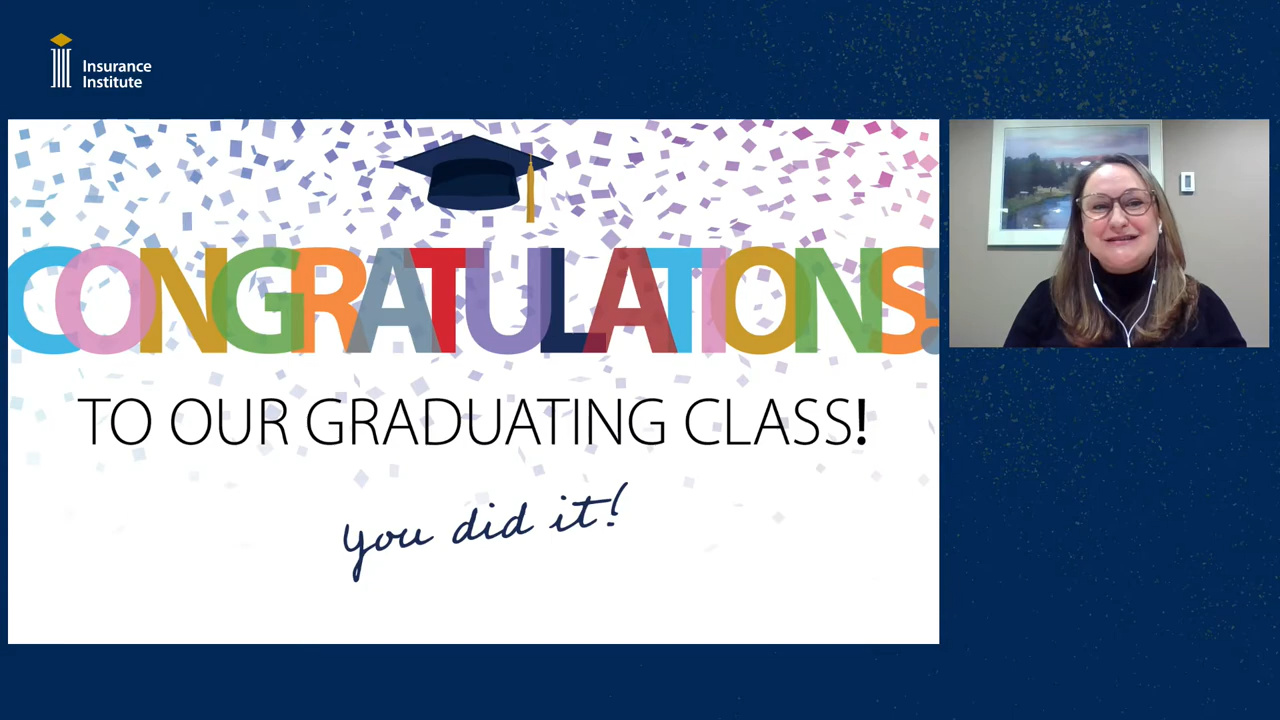 Insurance
Institute
CONGRATULATIONS!
TO OUR GRADUATING CLASS!
you did it!